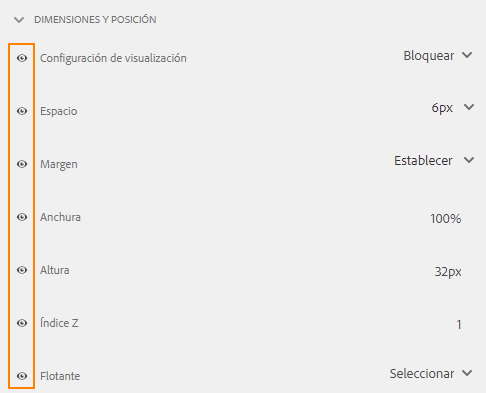 DIMENSIONES Y POSICIÓN
Configuración de visualización Bloquear
Espacio 6px
Margen Establecer
Anchura 100%
Altura 32px
Índice Z 1
Flotante Seleccionar